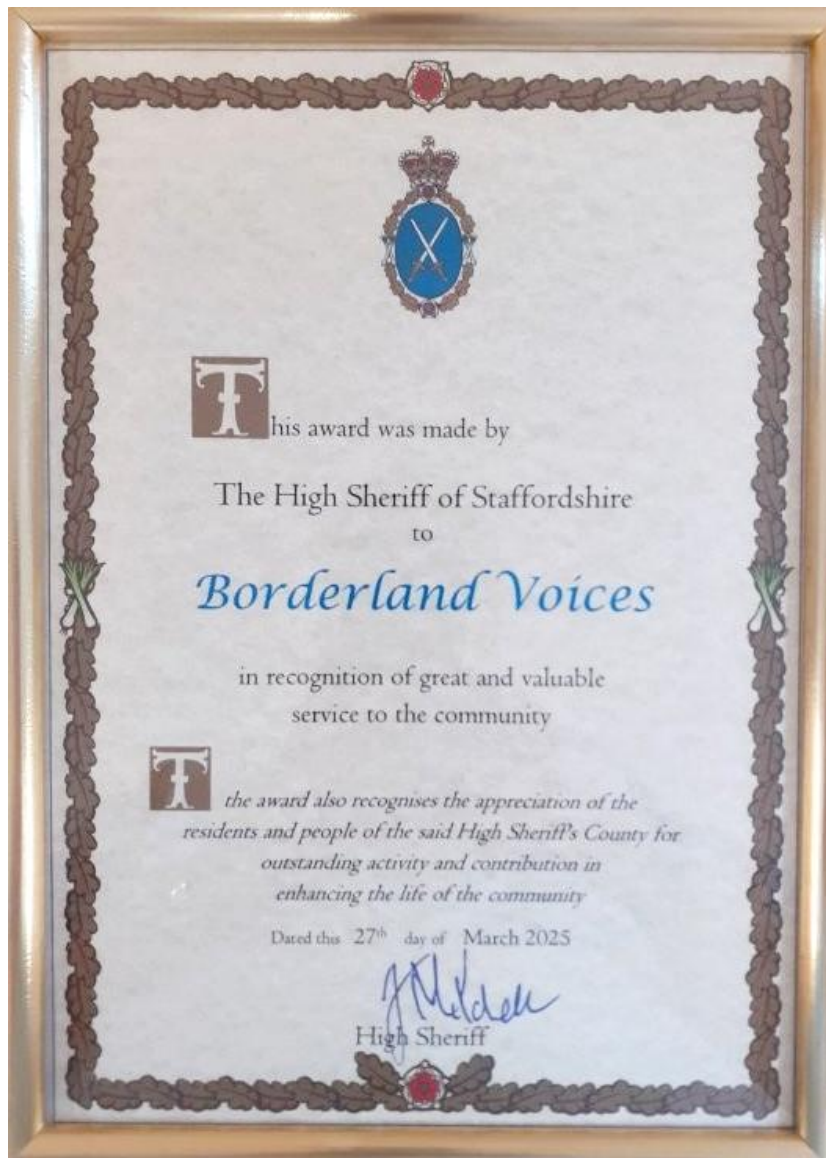 This award was made by
The High Sheriff of Staffordshire
to
Borderland Voices
in recognition of great and valuable
service to the community
T the award also recognises the appreciation of the
residents and people of the said High Sheriff's County for
outstanding activity and contribution in
enhancing the life of the community
Dated this 27th day of March 2025
High Sheriff